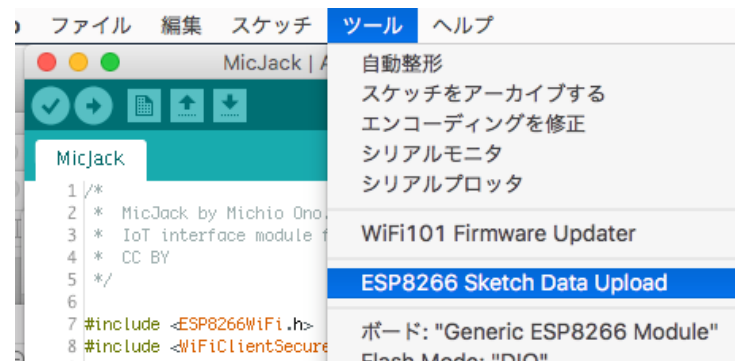 ファイル 編集 スケッチ ツール ヘルプ
MicJack | A
自動整形
スケッチをアーカイブする
エンコーディングを修正
シリアルモニタ
シリアルプロッタ
WiFi101 Firmware Updater
ESP8266 Sketch Data Upload
ボード: "Generic ESP8266 Module"
Flash Mode: "DIO"
MicJack
1 /*
2 * MicJack by Michio Ono.
3 * IoT interface module f
4 * CC BY
5 */
6
7 #include <ESP8266WiFi.h>
8 #include <WiFiClientSecure